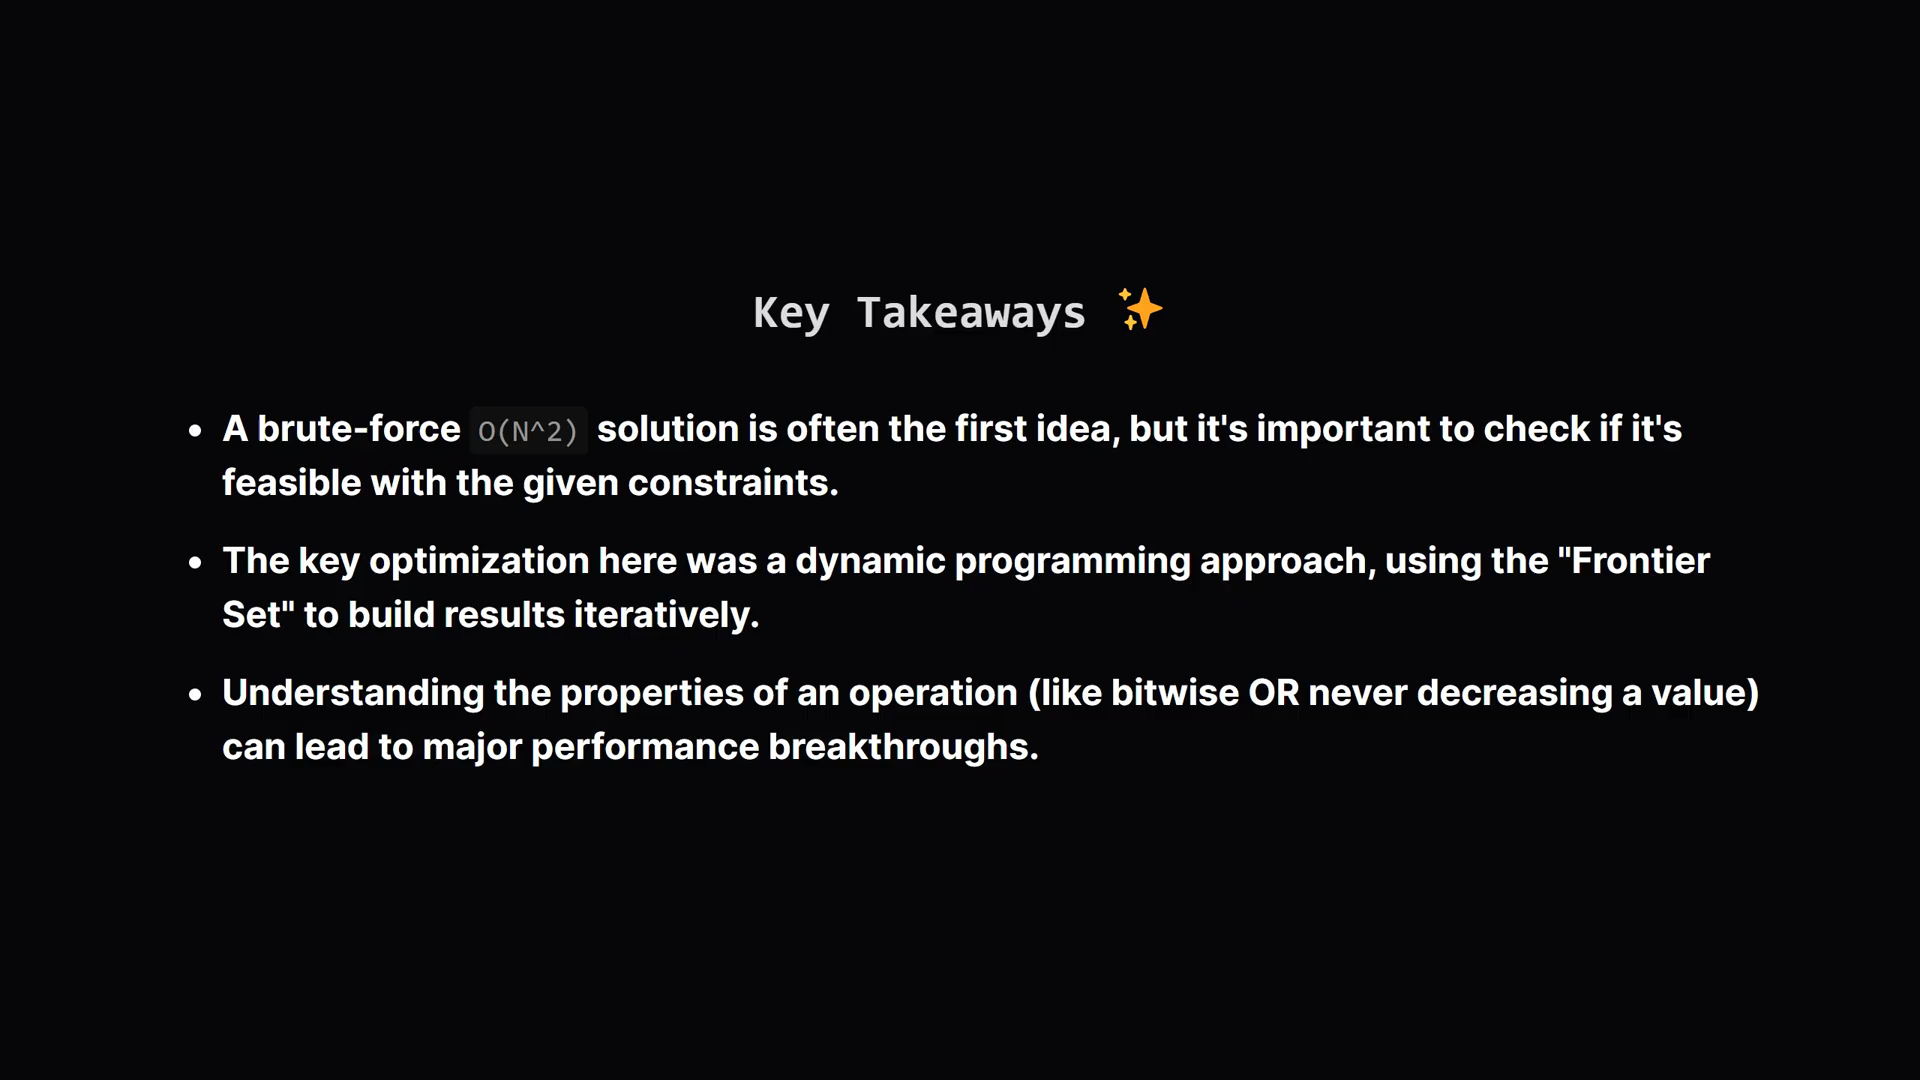 Key Takeaways ✨
• A brute-force O(N^2) solution is often the first idea, but it's important to check if it's
feasible with the given constraints.
• The key optimization here was a dynamic programming approach, using the "Frontier
Set" to build results iteratively.
• Understanding the properties of an operation (like bitwise OR never decreasing a value)
can lead to major performance breakthroughs.